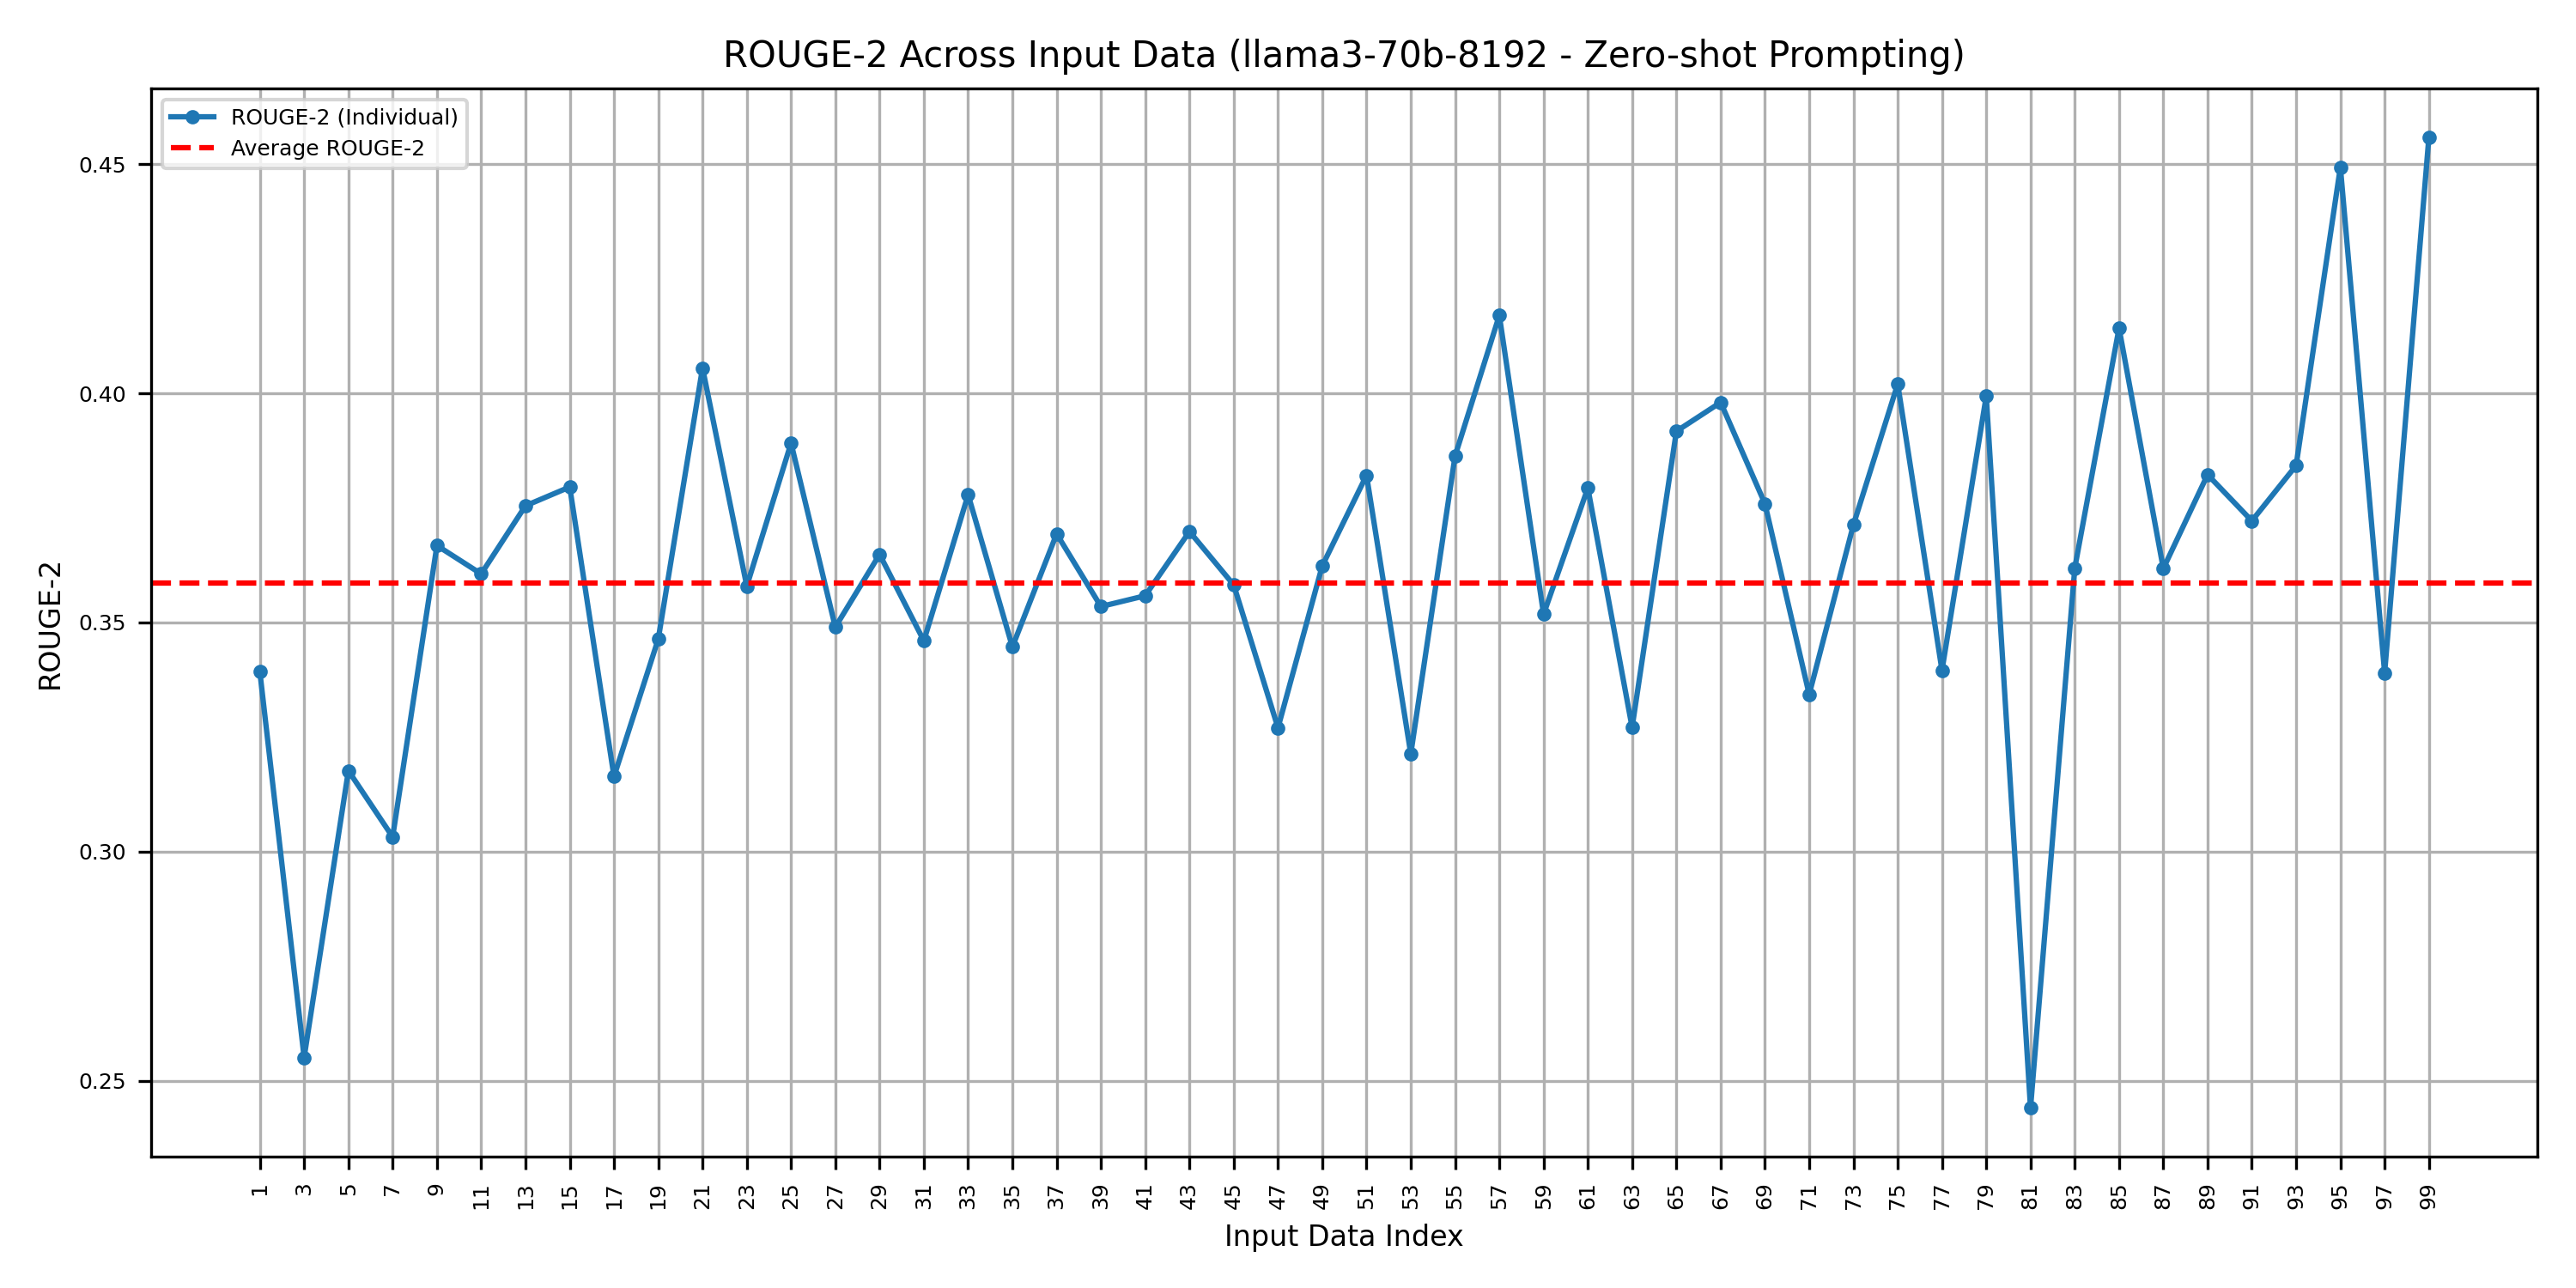 ROUGE-2 Across Input Data (llama3-70b-8192 - Zero-shot Prompting)
ROUGE-2 (Individual)
Average ROUGE-2
0.45
0.40
0.35
0.30
0.25
ROUGE-2
1 3 5 7 9 11 13 15 17 19 21 23 25 27 29 31 33 35 37 39 41 43 45 47 49 51 53 55 57 59 61 63 65 67 69 71 73 75 77 79 81 83 85 87 89 91 93 95 97 99
Input Data Index